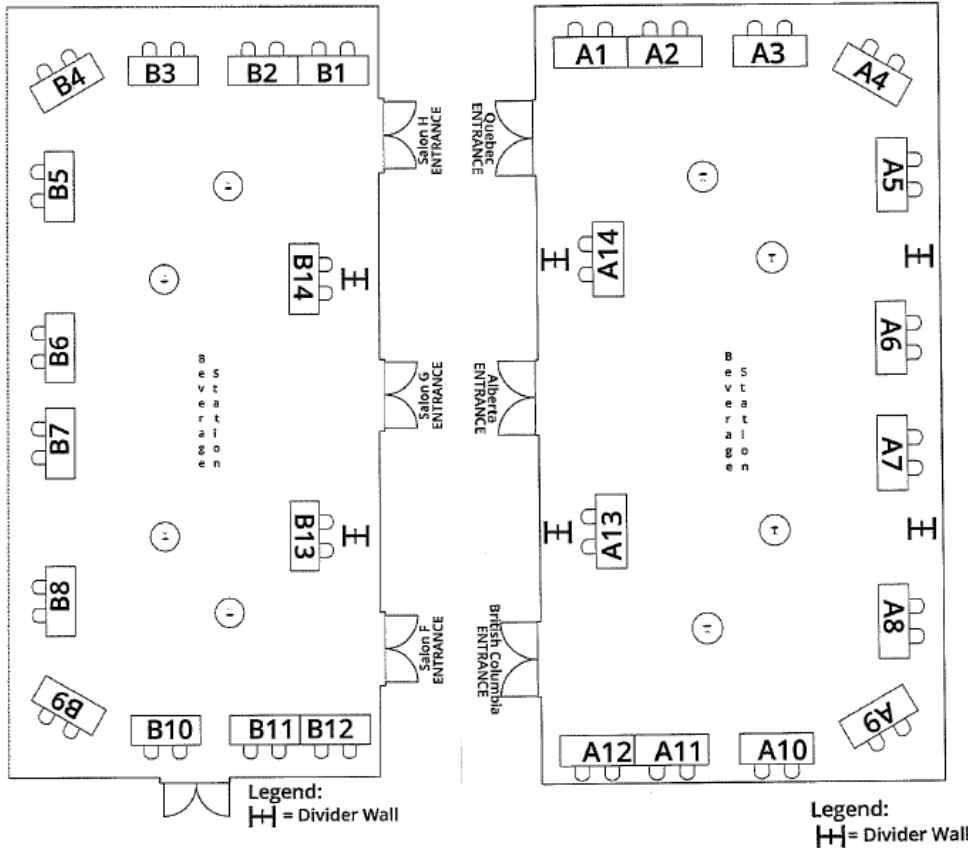 B4
B3
B2
B1
B5
B14
B6
B7
B13
B8
B9
B10
B11
B12
Beverage
Station
Salon H
ENTRANCE
Salon G
ENTRANCE
Salon F
ENTRANCE
Legend:
= Divider Wall
Quebec
ENTRANCE
Alberta
ENTRANCE
British Columbia
ENTRANCE
A1
A2
A3
A4
A5
A14
A6
A7
A13
A8
A9
A12
A11
A10
Beverage
Station
Legend:
= Divider Wall